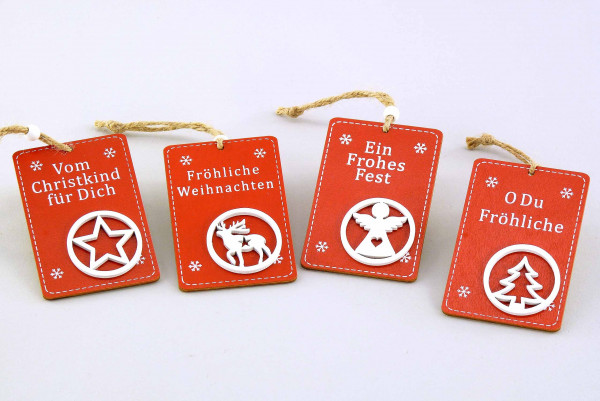 Vom
Christkind
für Dich
Fröhliche
Weihnachten
Ein
Frohes
Fest
O Du
Fröhliche